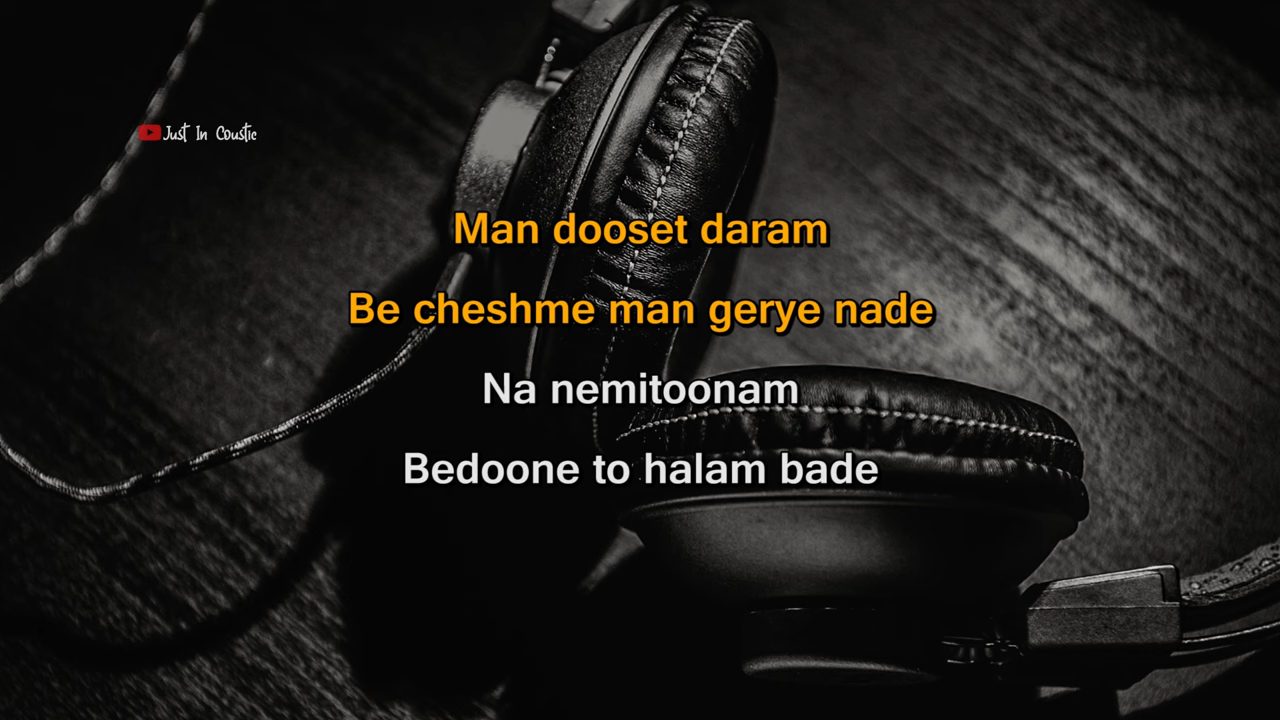 Just In Coustic
Man dooset daram
Be cheshme man gerye nade
Na nemitoonam
Bedoone to halam bade